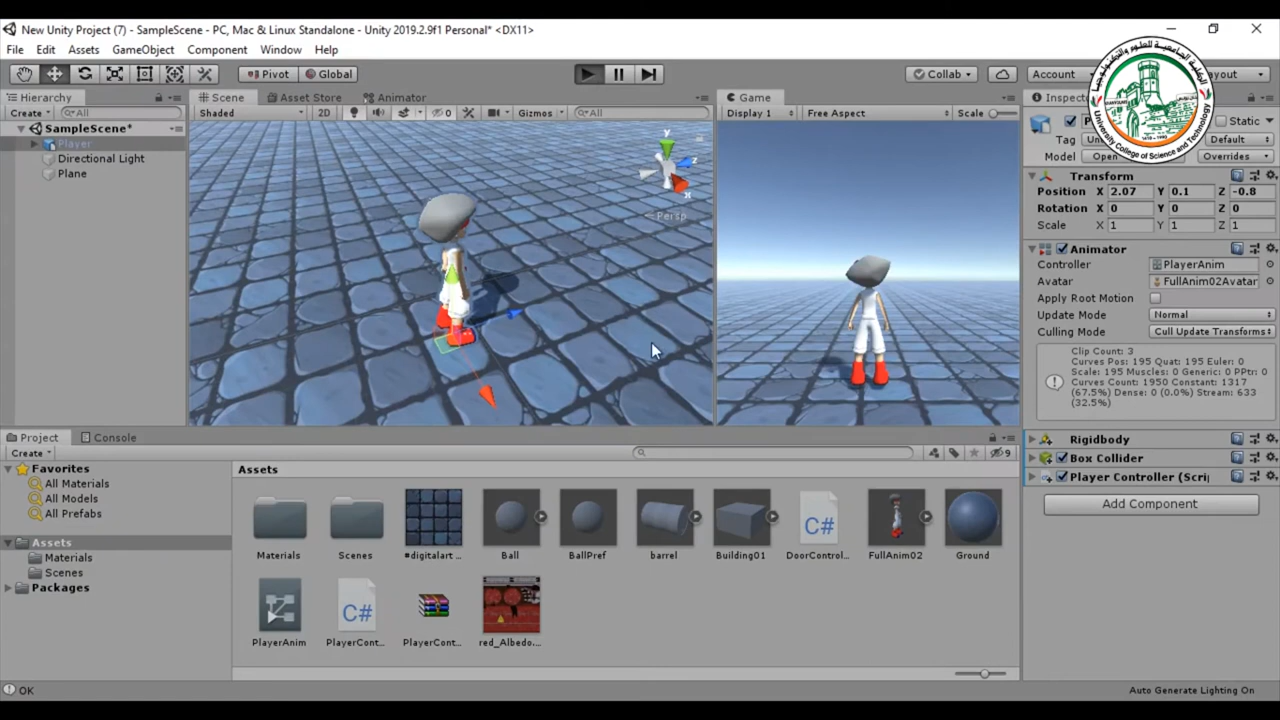 New Unity Project (7) - SampleScene - PC, Mac & Linux Standalone - Unity 2019.2.9f1 Personal* <DX11>
File Edit Assets GameObject Component Window Help
Pivot Global Collab Account
Hierarchy Scene Asset Store Animator Game
Create All Shaded 2D 0 Gizmos All Display 1 Free Aspect Scale
SampleScene*
Player
Directional Light
Plane
y
z
x
Persp
Static
Tag Default
Model Open Overrides
Transform
Position X 2.07 Y 0.1 Z -0.8
Rotation X 0 Y 0 Z 0
Scale X 1 Y 1 Z 1
Animator
Controller PlayerAnim
Avatar FullAnim02Avatar
Apply Root Motion
Update Mode Normal
Culling Mode Cull Update Transforms
Clip Count: 3
Curves Pos: 195 Quat: 195 Euler: 0
Scale: 195 Muscles: 0 Generic: 0 PPtr: 0
Curves Count: 1950 Constant: 1317
(67.5%) Dense: 0 (0.0%) Stream: 633
(32.5%)
Rigidbody
Box Collider
Player Controller (Scri
Add Component
Project Console
Create 9
Favorites
All Materials
All Models
All Prefabs
Assets
Materials
Scenes
Packages
Assets
Materials Scenes #digitalart ... Ball BallPref barrel Building01 DoorControl... FullAnim02 Ground
C#
PlayerAnim PlayerCont... PlayerCont... red_Albedo...
C#
OK
Auto Generate Lighting On
University College of Science and Technology
الكلية الجامعية للعلوم والتكنولوجيا